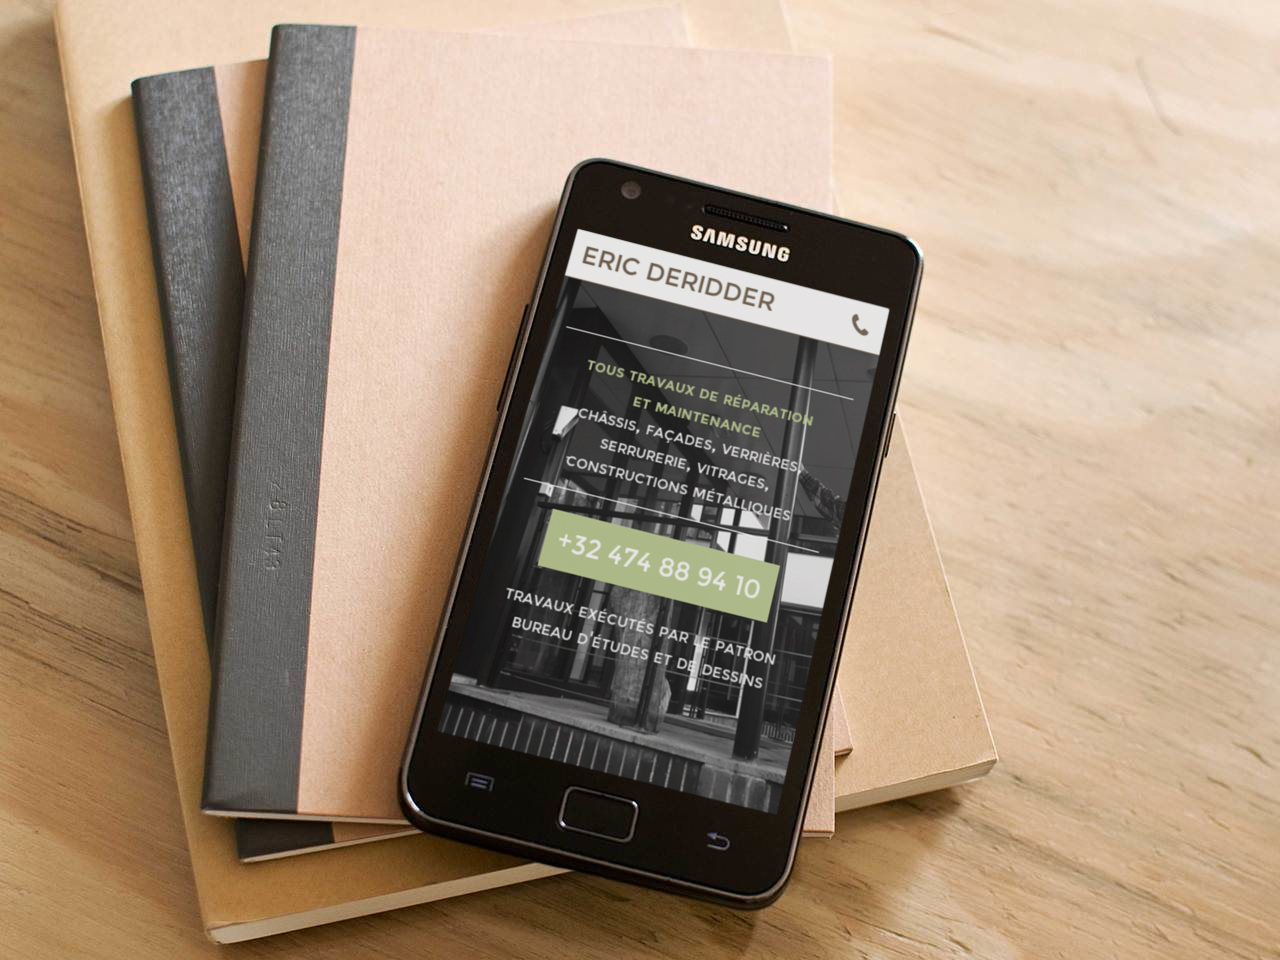 SAMSUNG
ERIC DERIDDER
TOUS TRAVAUX DE RÉPARATION
ET MAINTENANCE
CHÂSSIS, FAÇADES, VERRIÈRES,
SERRURERIE, VITRAGES,
CONSTRUCTIONS MÉTALLIQUES
+32 474 88 94 10
TRAVAUX EXÉCUTÉS PAR LE PATRON
BUREAU D'ÉTUDES ET DE DESSINS